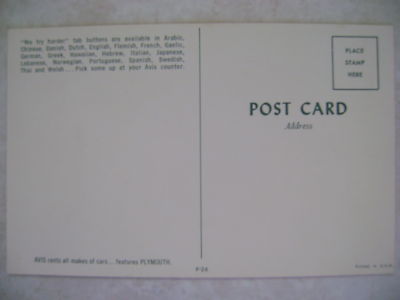 "We try harder" tab buttons are available in Arabic,
Chinese, Danish, Dutch, English, Flemish, French, Gaelic,
German, Greek, Hawaiian, Hebrew, Italian, Japanese,
Lebanese, Norwegian, Portuguese, Spanish, Swedish,
Thai and Welsh... Pick some up at your Avis counter.
PLACE
STAMP
HERE
POST CARD
Address
AVIS rents all makes of cars... features PLYMOUTH.
P-24